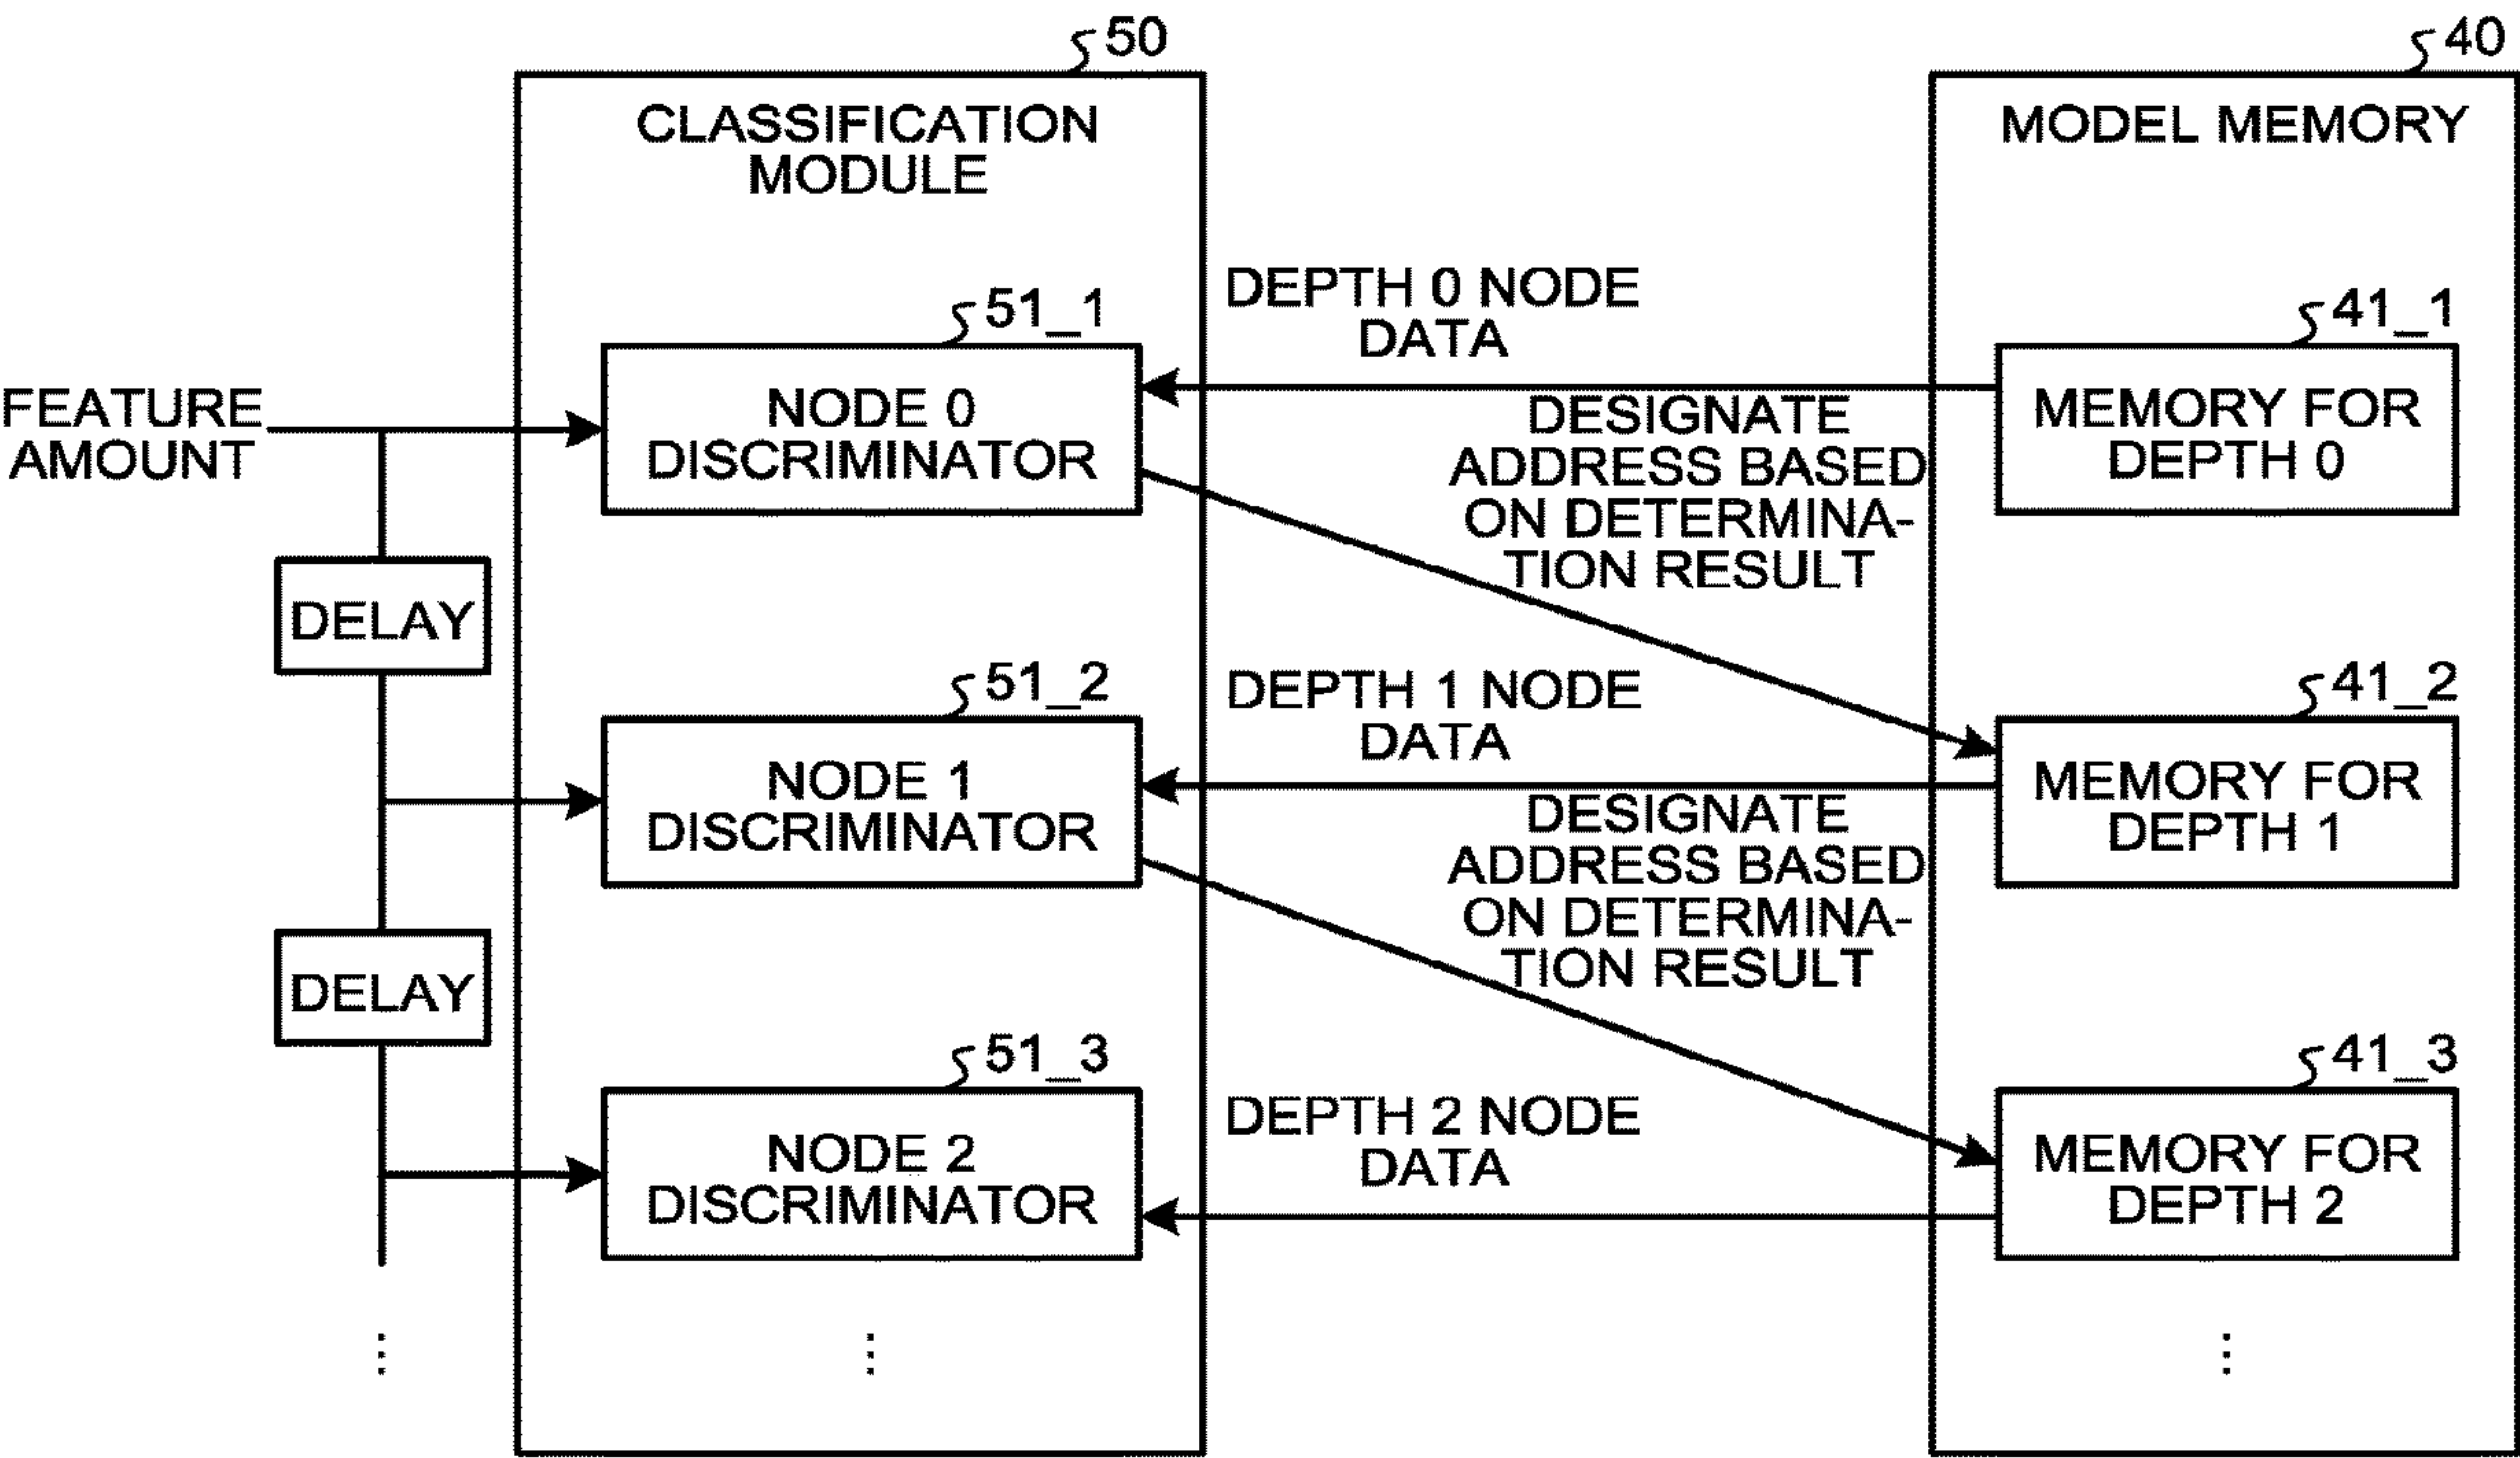 50
40
CLASSIFICATION
MODULE
MODEL MEMORY
DEPTH 0 NODE
DATA
51_1
41_1
FEATURE
AMOUNT
NODE 0
DISCRIMINATOR
DESIGNATE
ADDRESS BASED
ON DETERMINA-
TION RESULT
MEMORY FOR
DEPTH 0
DELAY
51_2
DEPTH 1 NODE
DATA
41_2
NODE 1
DISCRIMINATOR
DESIGNATE
ADDRESS BASED
ON DETERMINA-
TION RESULT
MEMORY FOR
DEPTH 1
DELAY
51_3
DEPTH 2 NODE
DATA
41_3
NODE 2
DISCRIMINATOR
MEMORY FOR
DEPTH 2